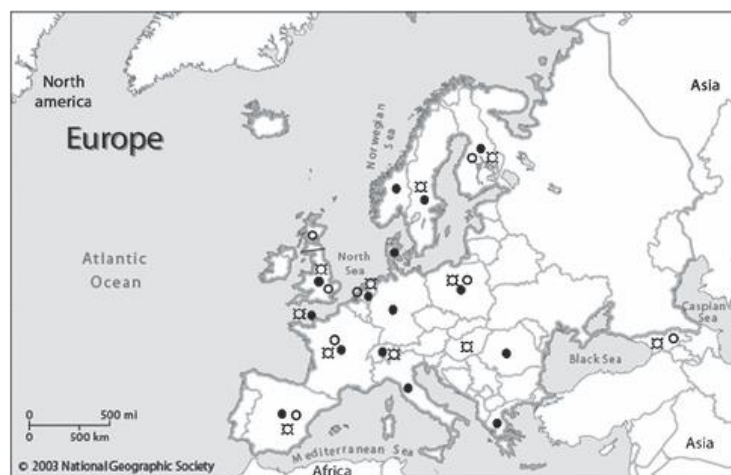 North
america
Asia
Europe
Norwegian
Sea
Atlantic
Ocean
North
Sea
Caspian
Sea
Black Sea
0 500 mi
0 500 km
Mediterranean Sea
Asia
© 2003 National Geographic Society
Africa